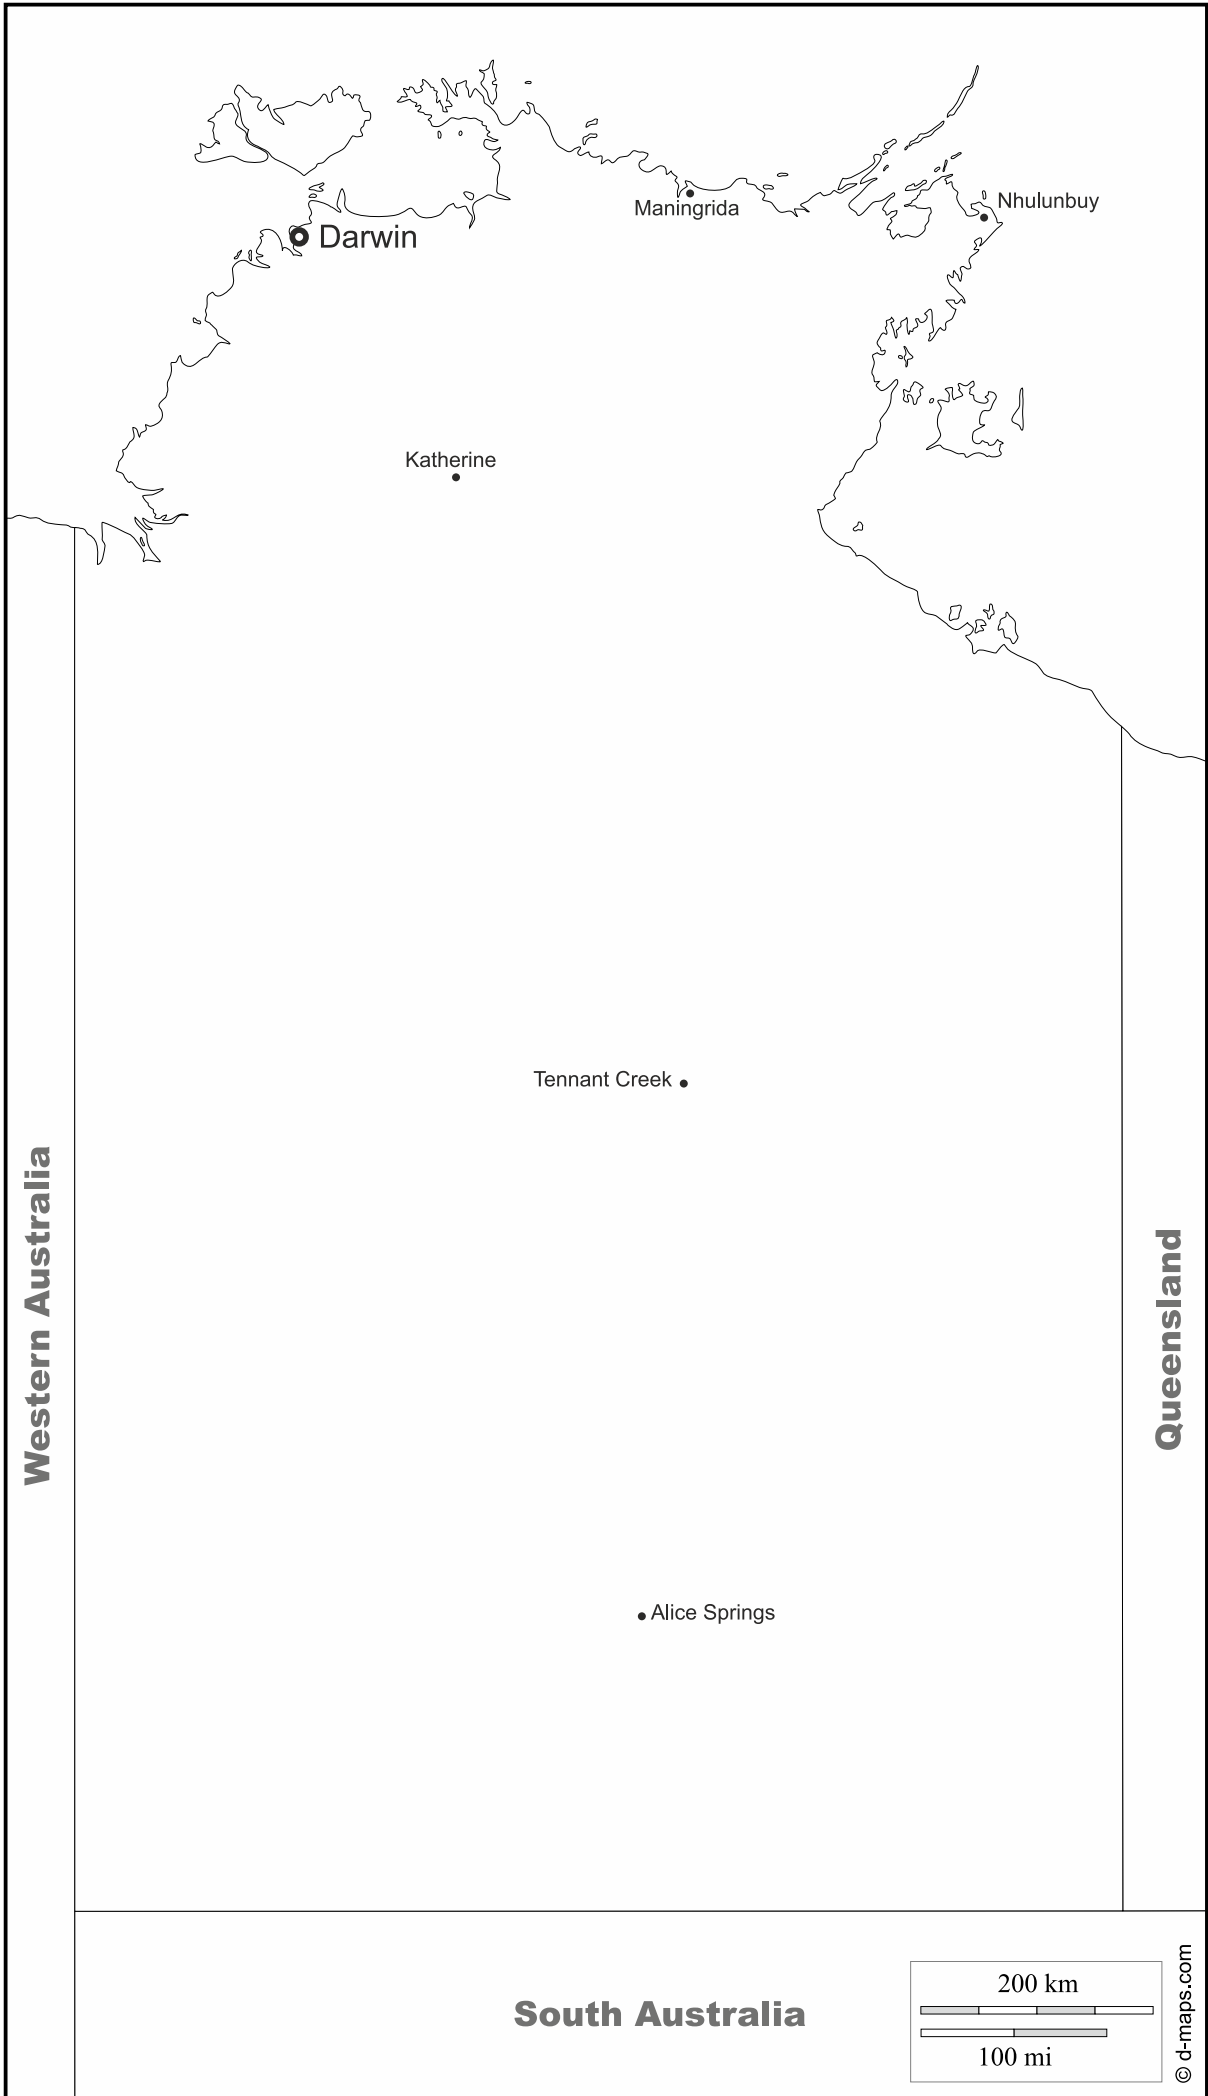 Maningrida
Nhulunbuy
Darwin
Katherine
Tennant Creek
Western Australia
Queensland
Alice Springs
South Australia
200 km
100 mi
© d-maps.com